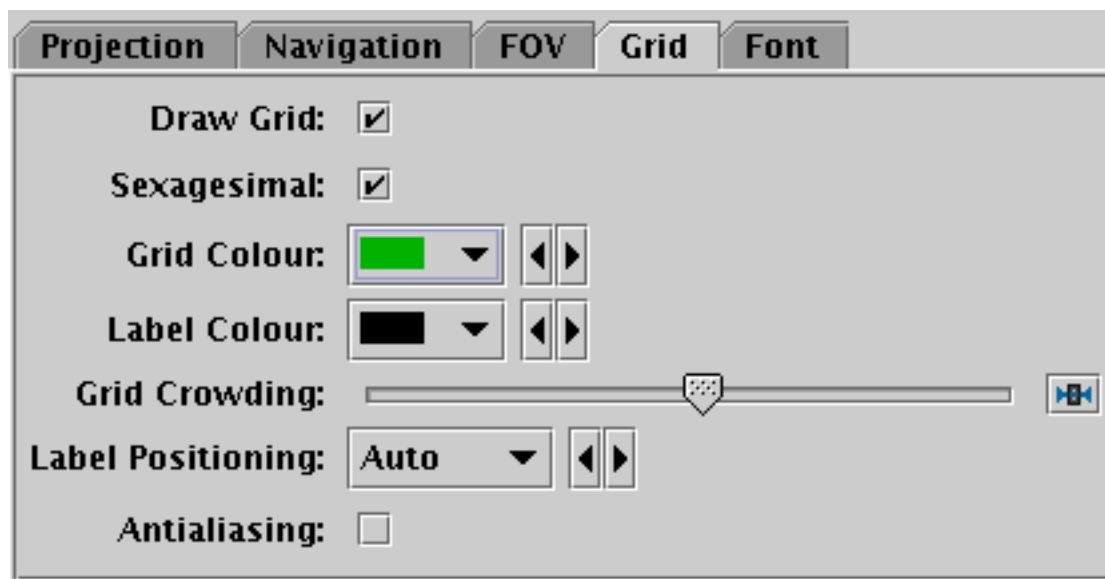 Projection Navigation FOV Grid Font
Draw Grid:
Sexagesimal:
Grid Colour:
Label Colour:
Grid Crowding:
Label Positioning: Auto
Antialiasing: